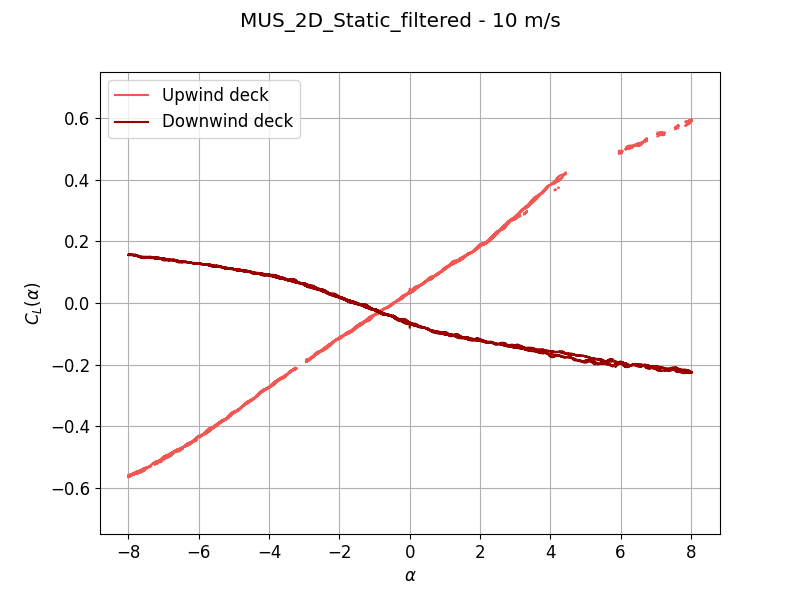 MUS_2D_Static_filtered - 10 m/s
Upwind deck
Downwind deck
0.6
0.4
0.2
0.0
−0.2
−0.4
−0.6
C_L(α)
−8 −6 −4 −2 0 2 4 6 8
α